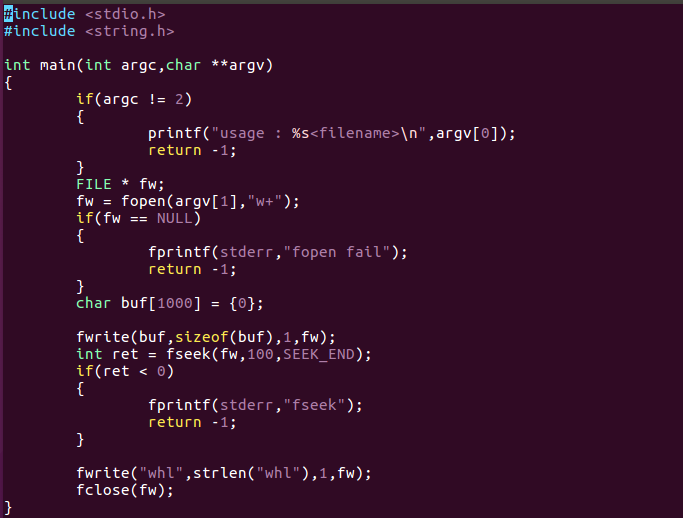 #include <stdio.h>
#include <string.h>

int main(int argc,char **argv)
{
        if(argc != 2)
        {
                printf("usage : %s<filename>\n",argv[0]);
                return -1;
        }
        FILE * fw;
        fw = fopen(argv[1],"w+");
        if(fw == NULL)
        {
                fprintf(stderr,"fopen fail");
                return -1;
        }
        char buf[1000] = {0};

        fwrite(buf,sizeof(buf),1,fw);
        int ret = fseek(fw,100,SEEK_END);
        if(ret < 0)
        {
                fprintf(stderr,"fseek");
                return -1;
        }

        fwrite("whl",strlen("whl"),1,fw);
        fclose(fw);
}